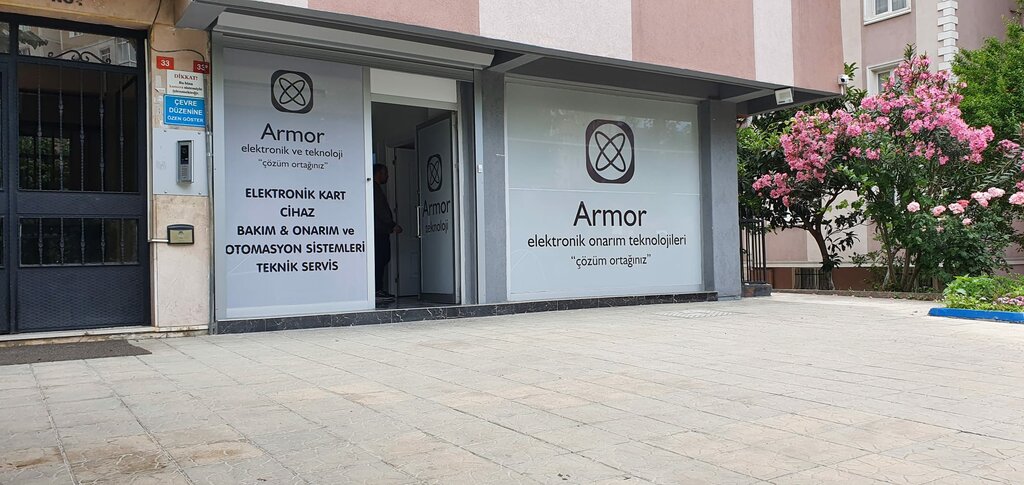 33
33
DİKKAT!
ÇEVRE
DÜZENİNE
ÖZEN GÖSTER
Armor
elektronik ve teknoloji
"çözüm ortağınız"
ELEKTRONİK KART
CİHAZ
BAKIM & ONARIM ve
OTOMASYON SİSTEMLERİ
TEKNİK SERVİS
Armor
teknoloji
Armor
elektronik onarım teknolojileri
"çözüm ortağınız"